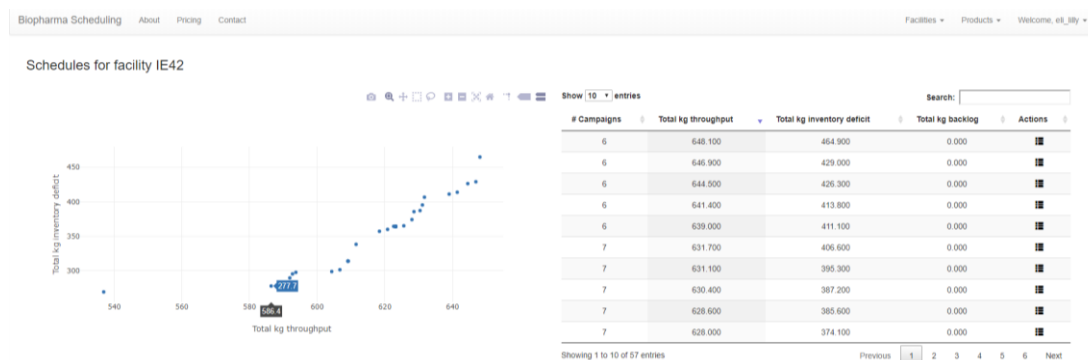 Biopharma Scheduling About Pricing Contact Facilities Products Welcome, eli_lilly
Schedules for facility IE42
Show 10 entries Search:
# Campaigns Total kg throughput Total kg inventory deficit Total kg backlog Actions
6 648.100 464.900 0.000
6 646.900 429.000 0.000
6 644.500 426.300 0.000
6 641.400 413.800 0.000
6 639.000 411.100 0.000
7 631.700 406.600 0.000
7 631.100 395.300 0.000
7 630.400 387.200 0.000
7 628.600 385.600 0.000
7 628.000 374.100 0.000
Showing 1 to 10 of 57 entries Previous 1 2 3 4 5 6 Next
Total kg inventory deficit
450
400
350
300
277.7
540 560 580 586.4 600 620 640
Total kg throughput